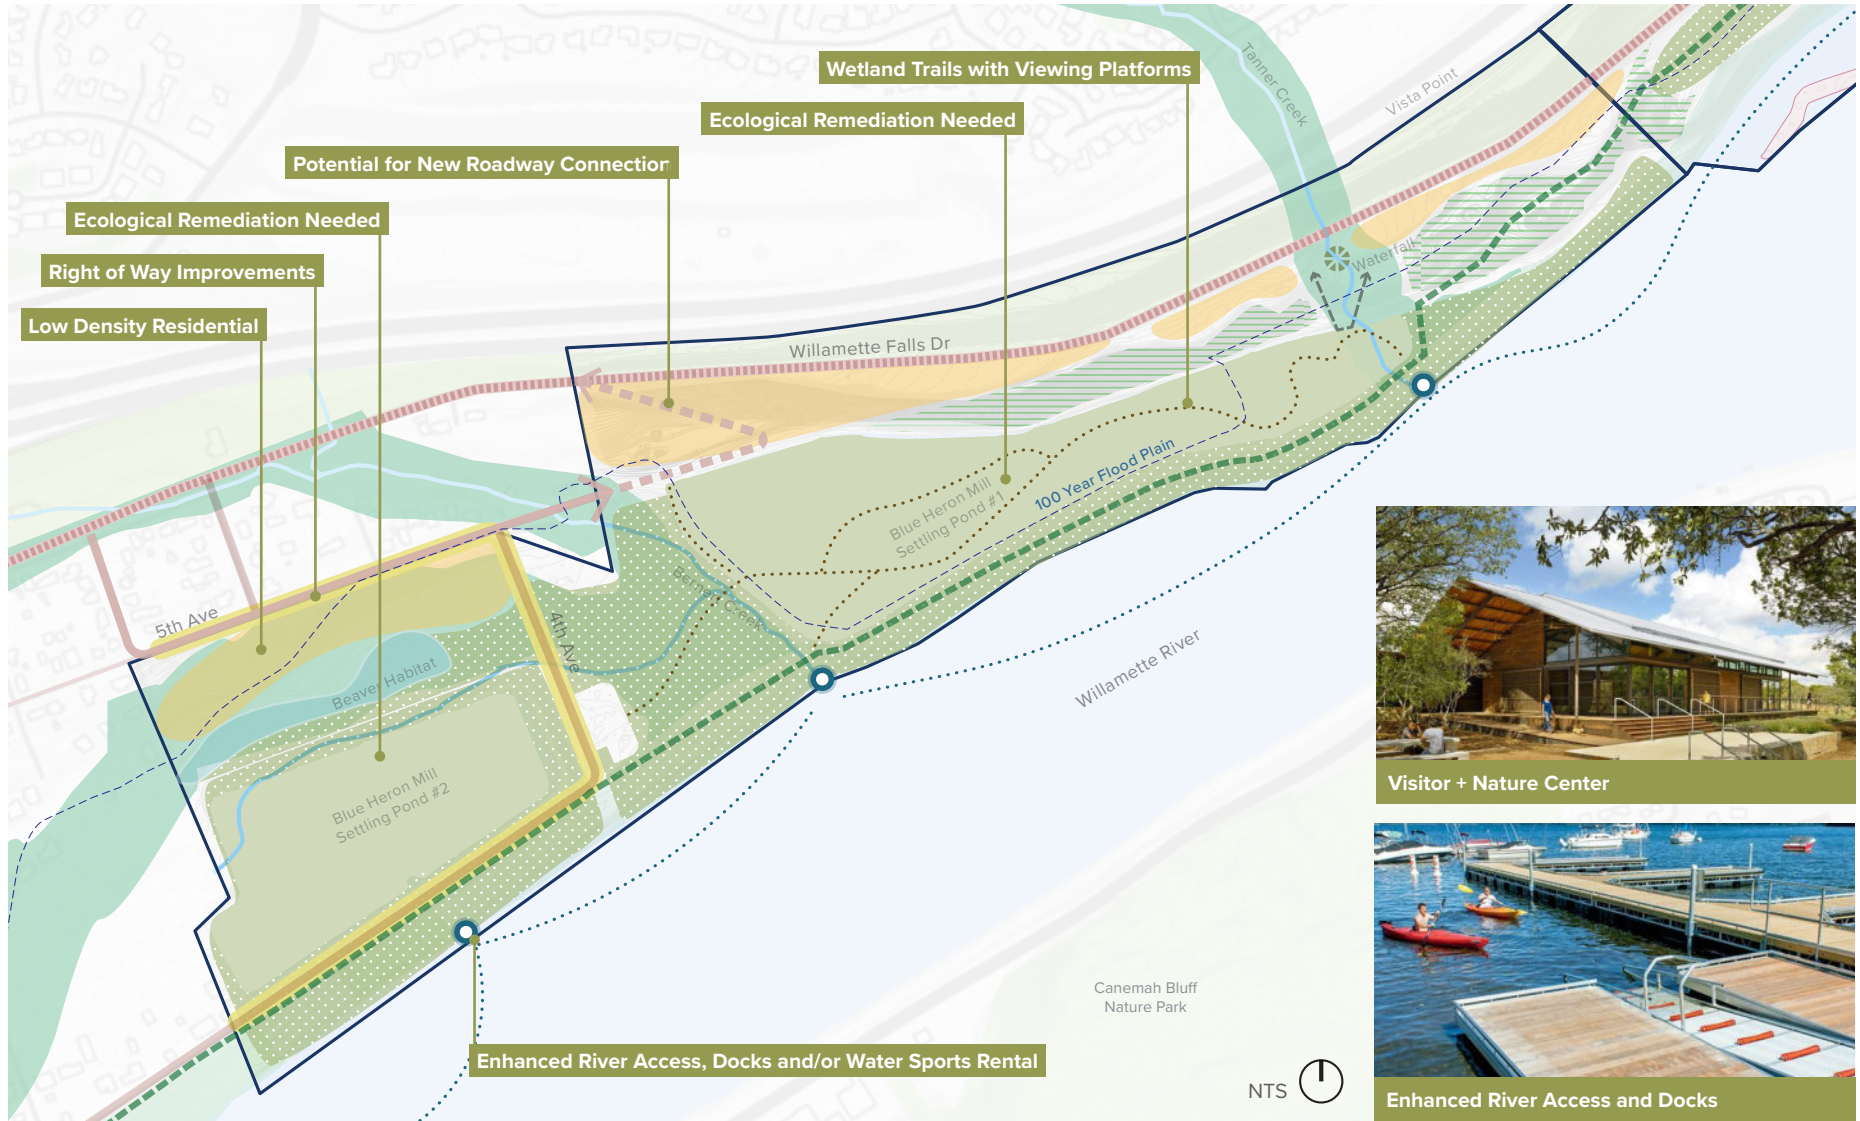 Wetland Trails with Viewing Platforms
Tanner Creek
Vista Point
Ecological Remediation Needed
Potential for New Roadway Connection
Ecological Remediation Needed
Waterfall
Right of Way Improvements
Low Density Residential
Willamette Falls Dr
100 Year Flood Plain
Blue Heron Mill
Settling Pond #1
Bernert Creek
5th Ave
4th Ave
Beaver Habitat
Willamette River
Blue Heron Mill
Settling Pond #2
Visitor + Nature Center
Canemah Bluff
Nature Park
Enhanced River Access, Docks and/or Water Sports Rental
NTS
Enhanced River Access and Docks